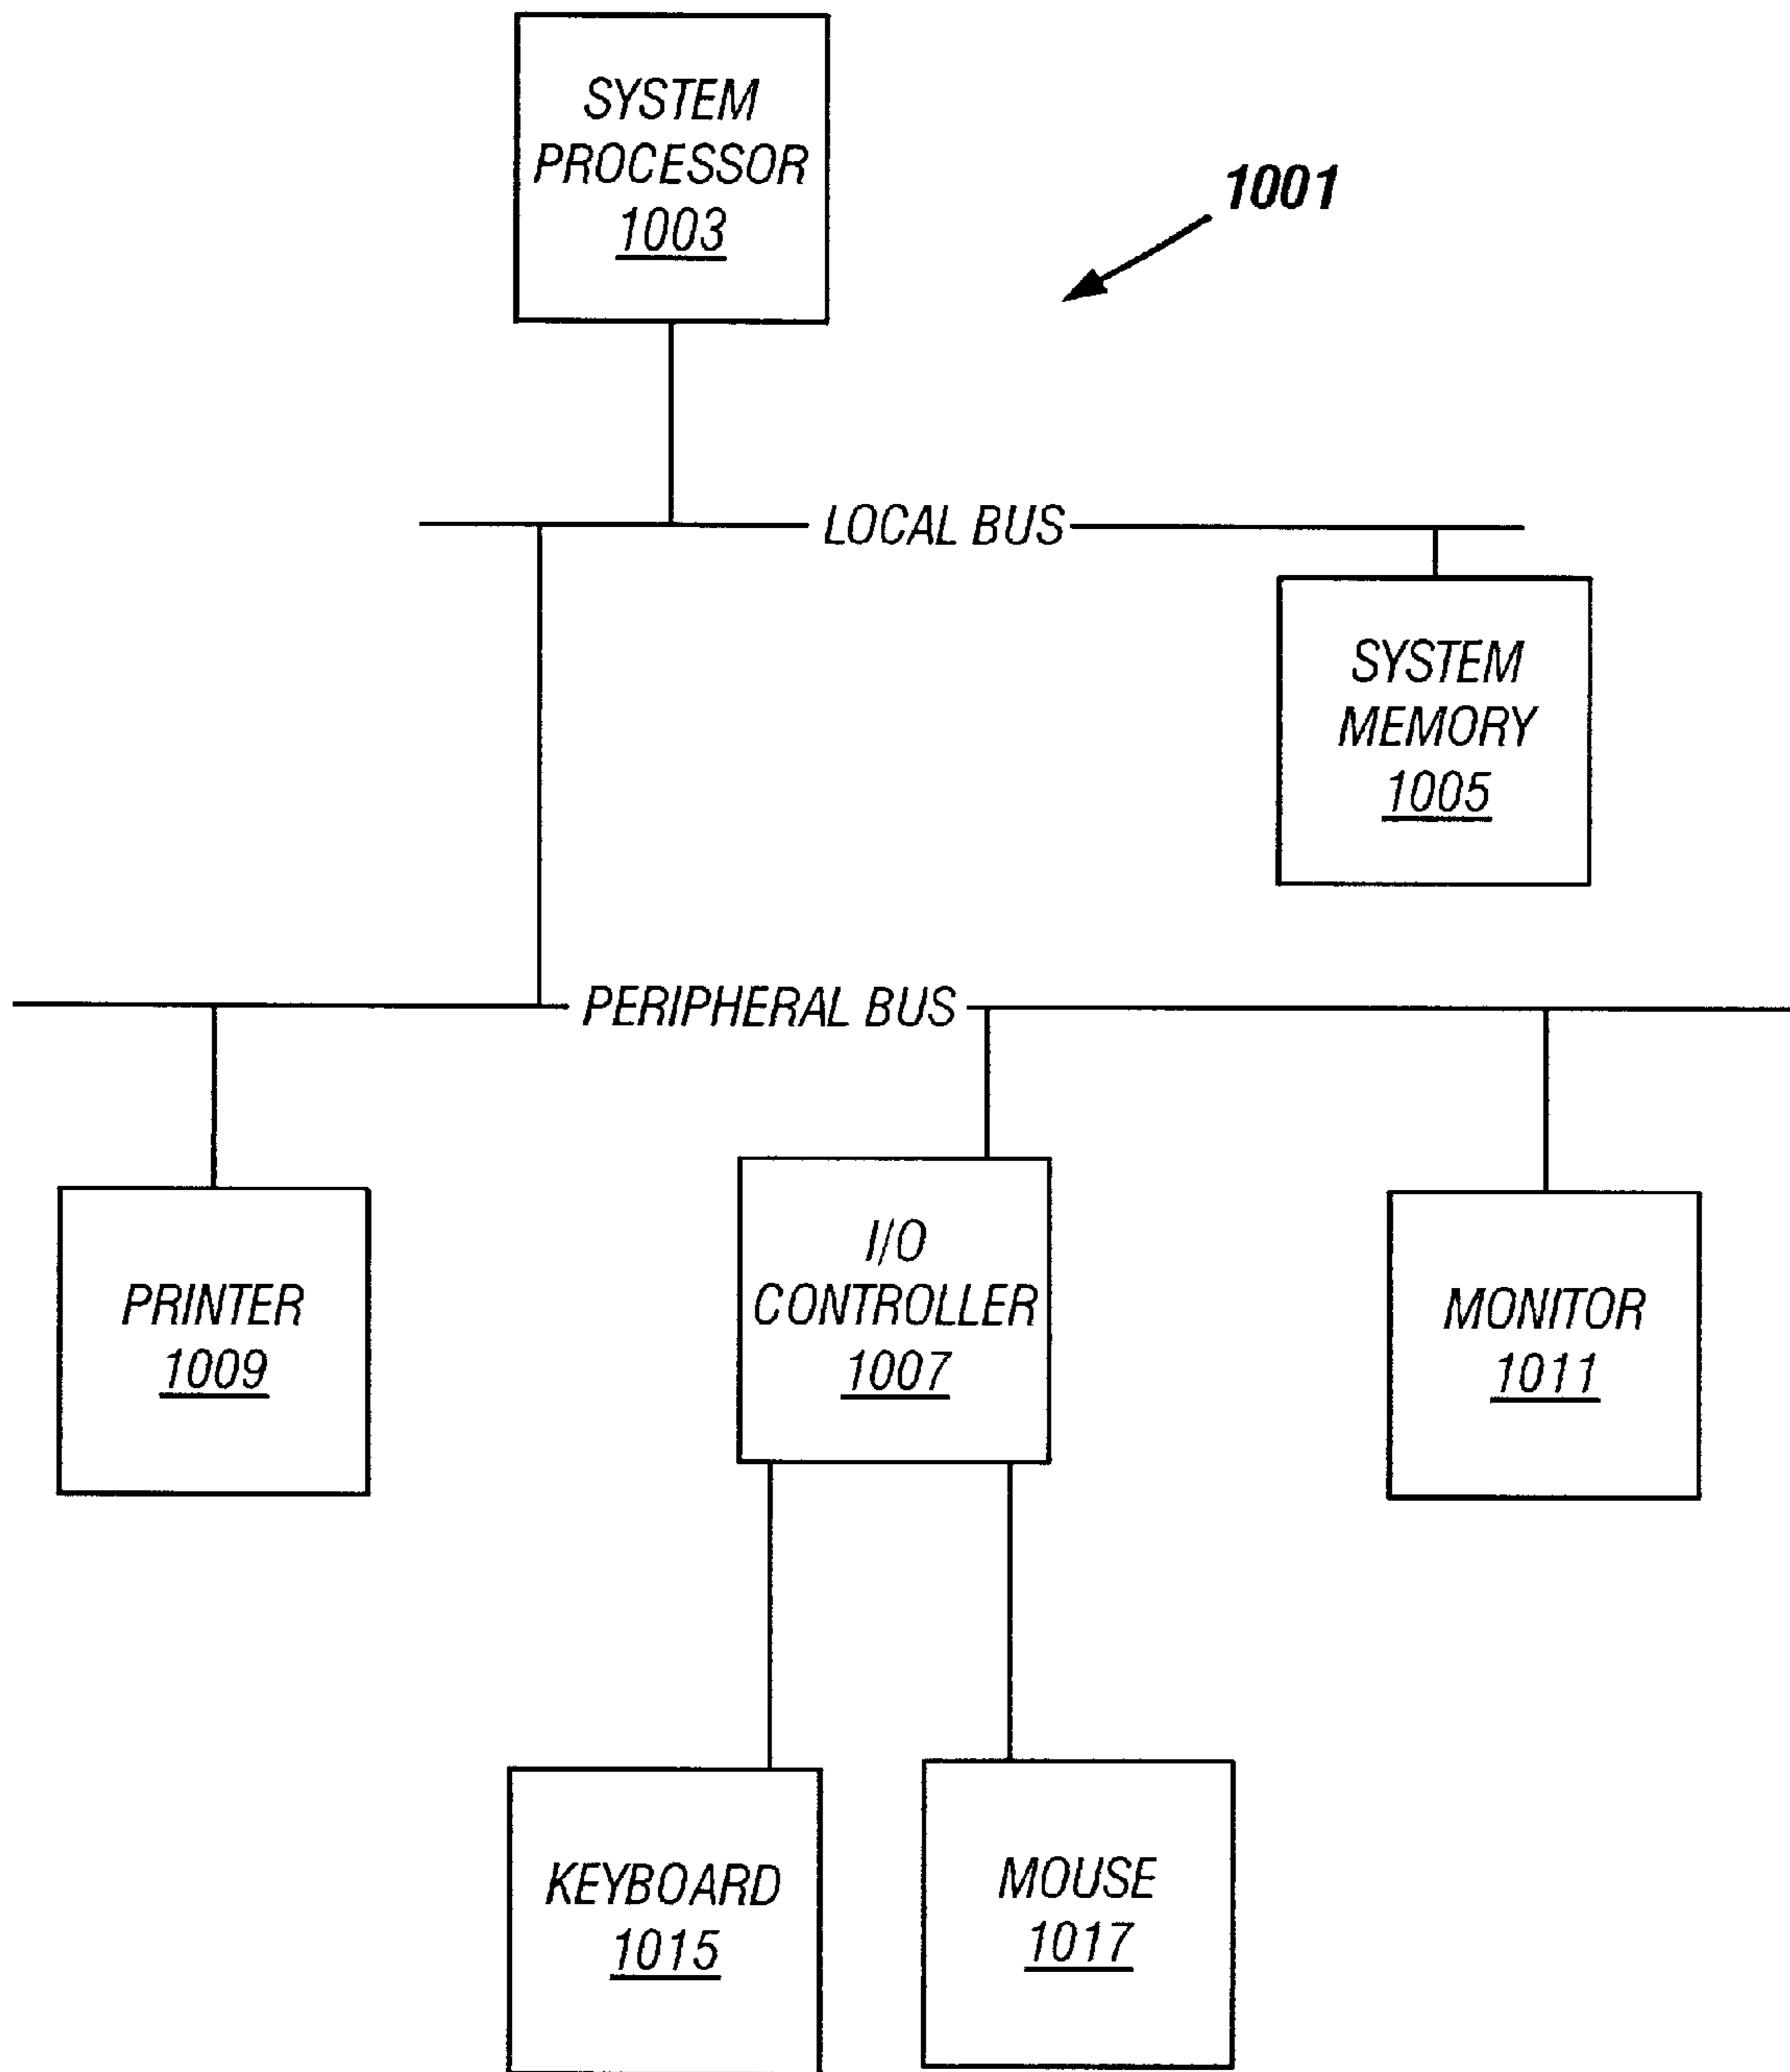 SYSTEM
PROCESSOR
1003
1001
LOCAL BUS
SYSTEM
MEMORY
1005
PERIPHERAL BUS
PRINTER
1009
I/O
CONTROLLER
1007
MONITOR
1011
KEYBOARD
1015
MOUSE
1017